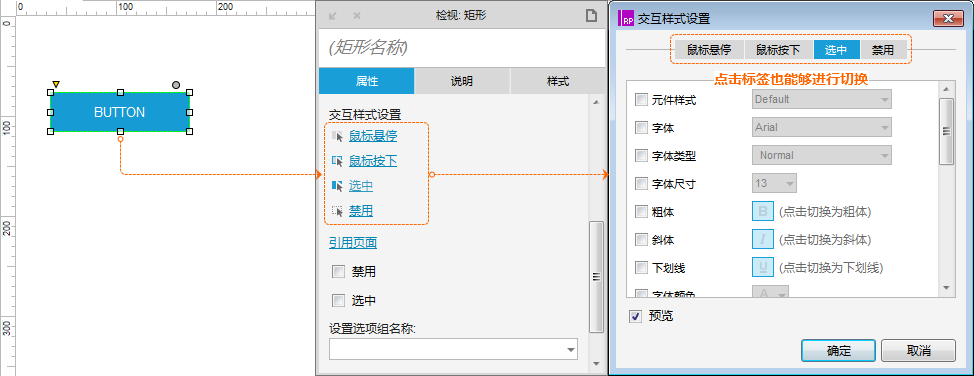 0
100
200
0
100
200
300
BUTTON
检视: 矩形
(矩形名称)
属性
说明
样式
交互样式设置
鼠标悬停
鼠标按下
选中
禁用
引用页面
禁用
选中
设置选项组名称:
RP
交互样式设置
鼠标悬停
鼠标按下
选中
禁用
点击标签也能够进行切换
元件样式
Default
字体
Arial
字体类型
Normal
字体尺寸
13
粗体
B
(点击切换为粗体)
斜体
I
(点击切换为斜体)
下划线
U
(点击切换为下划线)
字体颜色
A
预览
确定
取消